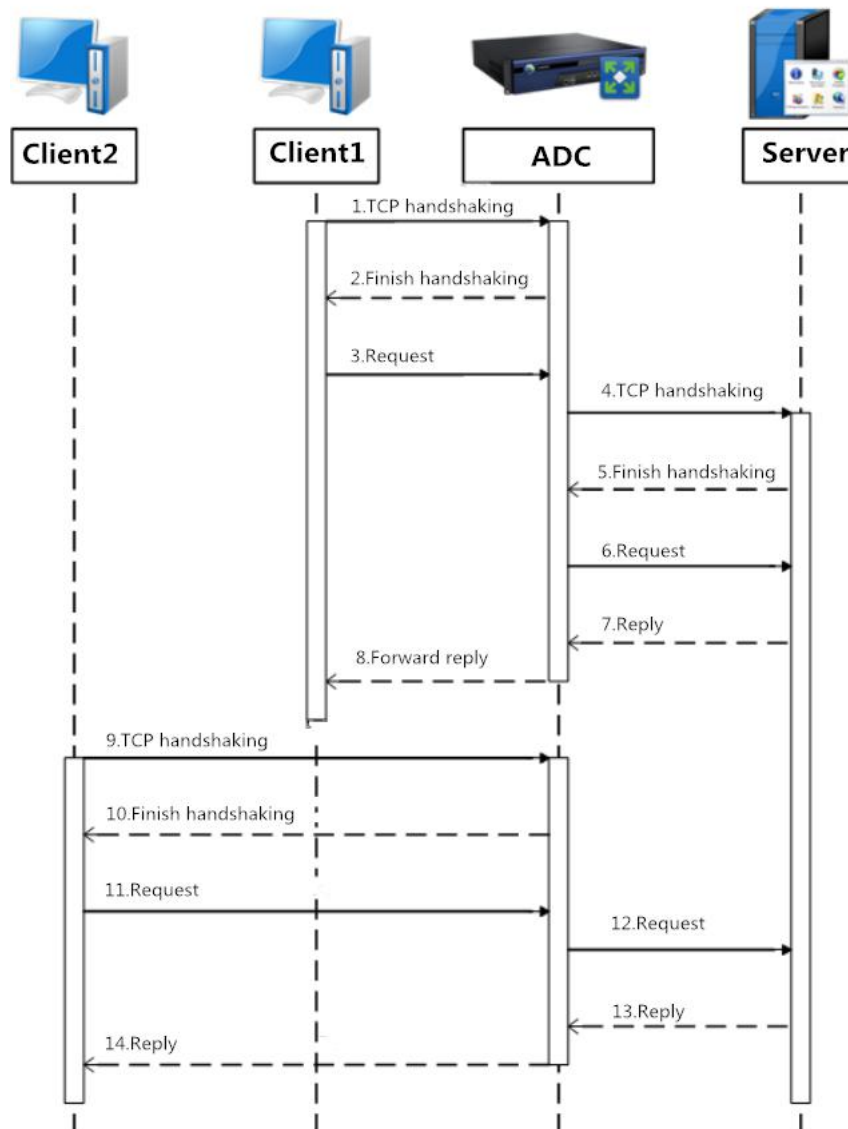 Client2
Client1
ADC
Server
1.TCP handshaking
2.Finish handshaking
3.Request
4.TCP handshaking
5.Finish handshaking
6.Request
7.Reply
8.Forward reply
9.TCP handshaking
10.Finish handshaking
11.Request
12.Request
13.Reply
14.Reply